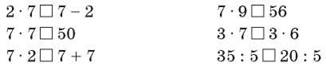 2 · 7 □ 7 − 2
7 · 7 □ 50
7 · 2 □ 7 + 7
7 · 9 □ 56
3 · 7 □ 3 · 6
35 : 5 □ 20 : 5